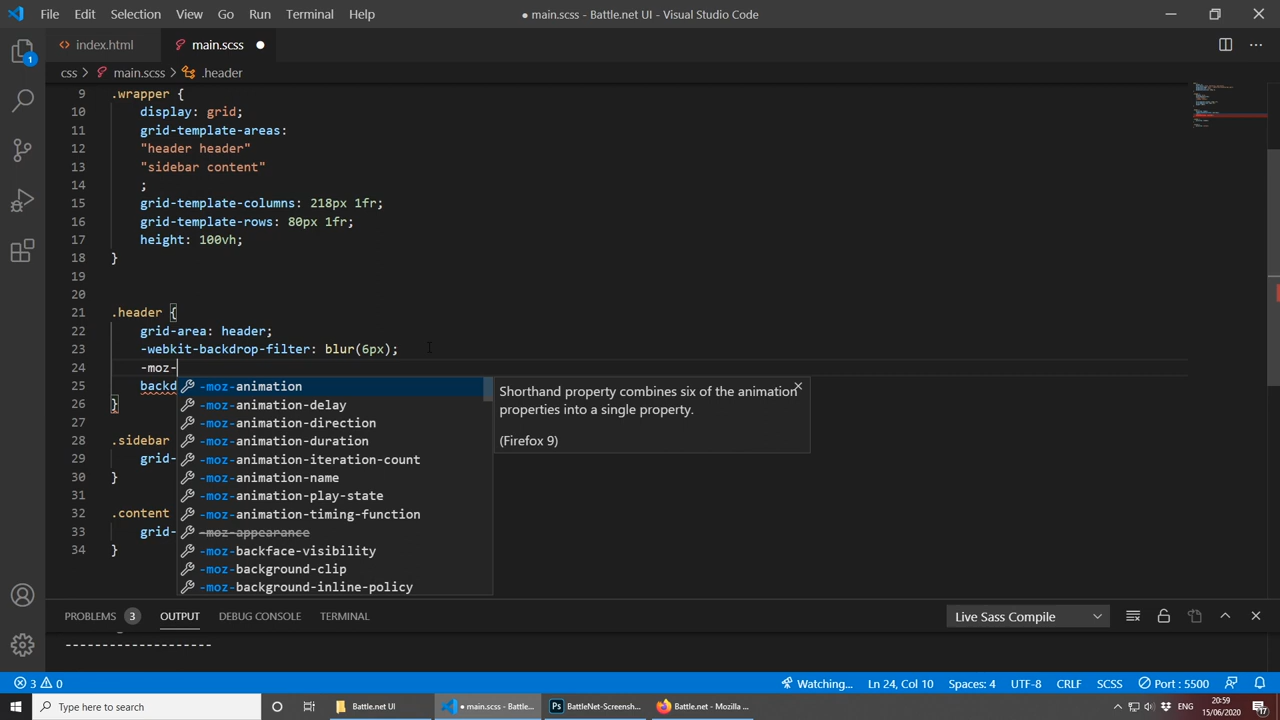 File Edit Selection View Go Run Terminal Help
● main.scss - Battle.net UI - Visual Studio Code
index.html main.scss
css > main.scss > .header
9 .wrapper {
10 display: grid;
11 grid-template-areas:
12 "header header"
13 "sidebar content"
14 ;
15 grid-template-columns: 218px 1fr;
16 grid-template-rows: 80px 1fr;
17 height: 100vh;
18 }
19
20
21 .header {
22 grid-area: header;
23 -webkit-backdrop-filter: blur(6px);
24 -moz-
25 backd
26 }
27
28 .sidebar
29 grid-
30 }
31
32 .content
33 grid-
34 }
-moz-animation
-moz-animation-delay
-moz-animation-direction
-moz-animation-duration
-moz-animation-iteration-count
-moz-animation-name
-moz-animation-play-state
-moz-animation-timing-function
-moz-appearance
-moz-backface-visibility
-moz-background-clip
-moz-background-inline-policy
Shorthand property combines six of the animation
properties into a single property.
(Firefox 9)
1
PROBLEMS 3 OUTPUT DEBUG CONSOLE TERMINAL
Live Sass Compile
--------------------
3 0
Watching... Ln 24, Col 10 Spaces: 4 UTF-8 CRLF SCSS Port : 5500
Type here to search
Battle.net UI
● main.scss - Battle...
BattleNet-Screensh...
Battle.net - Mozilla ...
ENG
20:59
15/06/2020